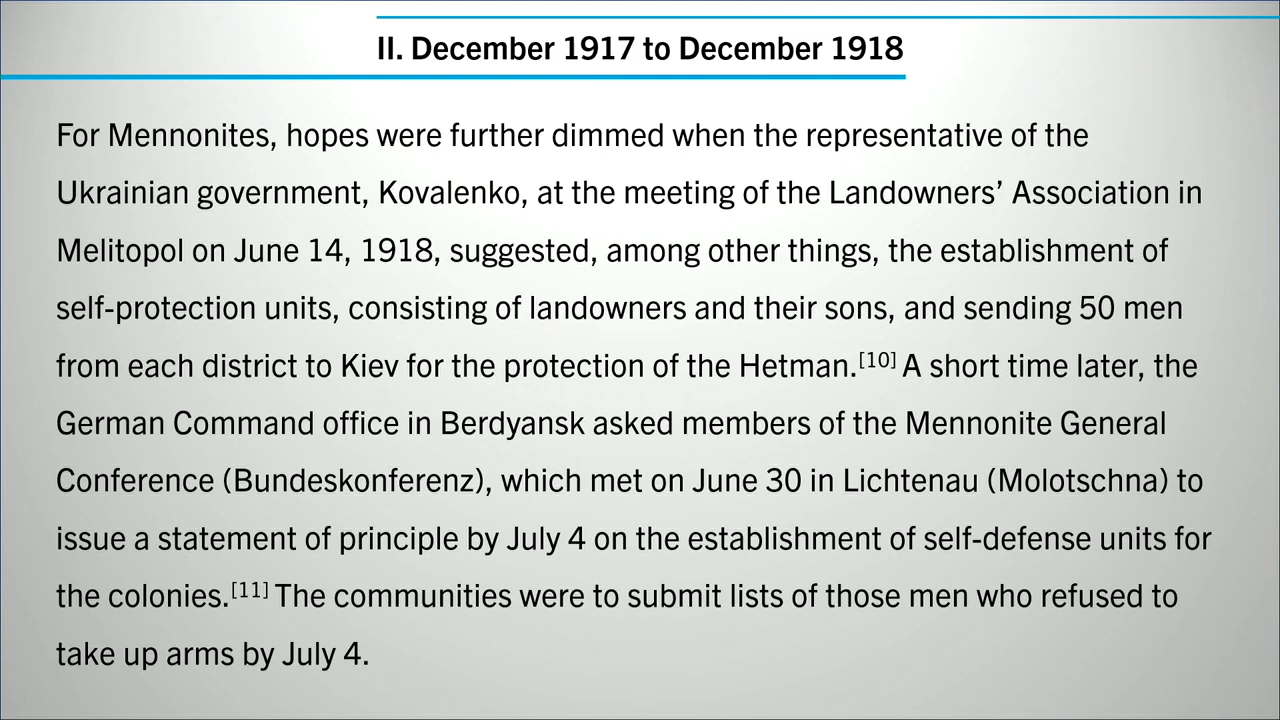 II. December 1917 to December 1918
For Mennonites, hopes were further dimmed when the representative of the
Ukrainian government, Kovalenko, at the meeting of the Landowners’ Association in
Melitopol on June 14, 1918, suggested, among other things, the establishment of
self-protection units, consisting of landowners and their sons, and sending 50 men
from each district to Kiev for the protection of the Hetman.[10] A short time later, the
German Command office in Berdyansk asked members of the Mennonite General
Conference (Bundeskonferenz), which met on June 30 in Lichtenau (Molotschna) to
issue a statement of principle by July 4 on the establishment of self-defense units for
the colonies.[11] The communities were to submit lists of those men who refused to
take up arms by July 4.